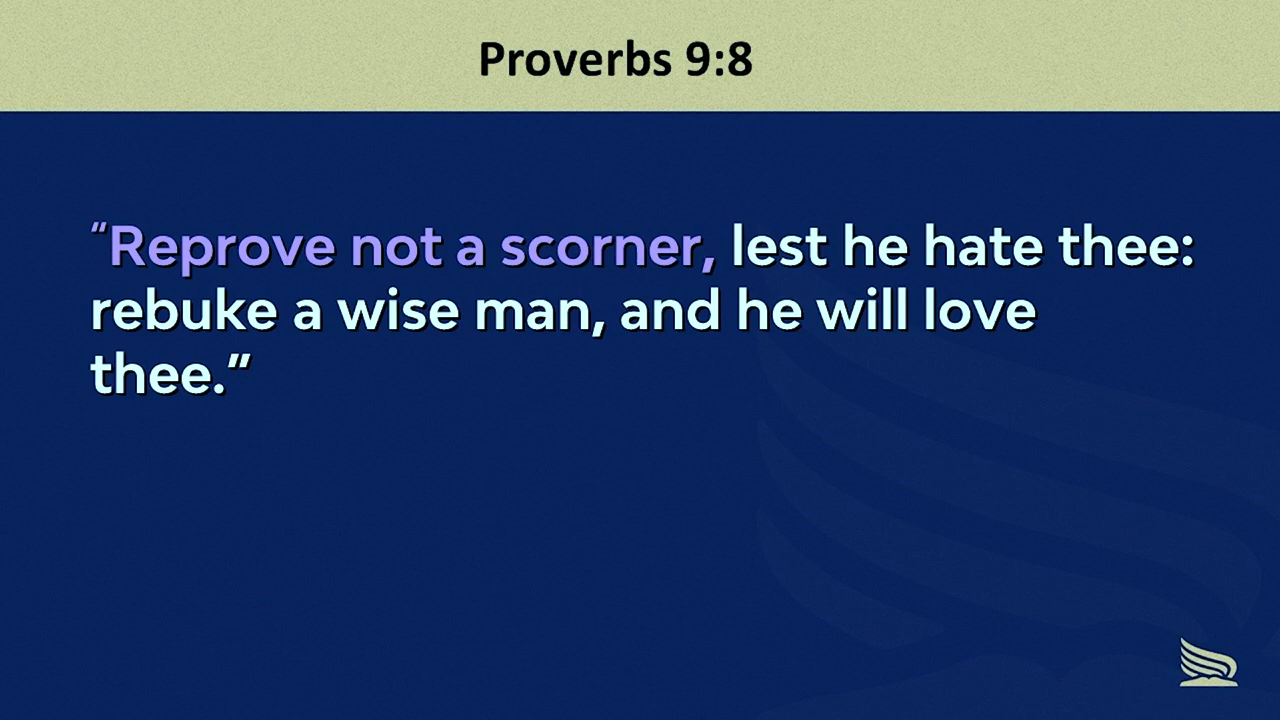 Proverbs 9:8
“Reprove not a scorner, lest he hate thee:
rebuke a wise man, and he will love
thee.”